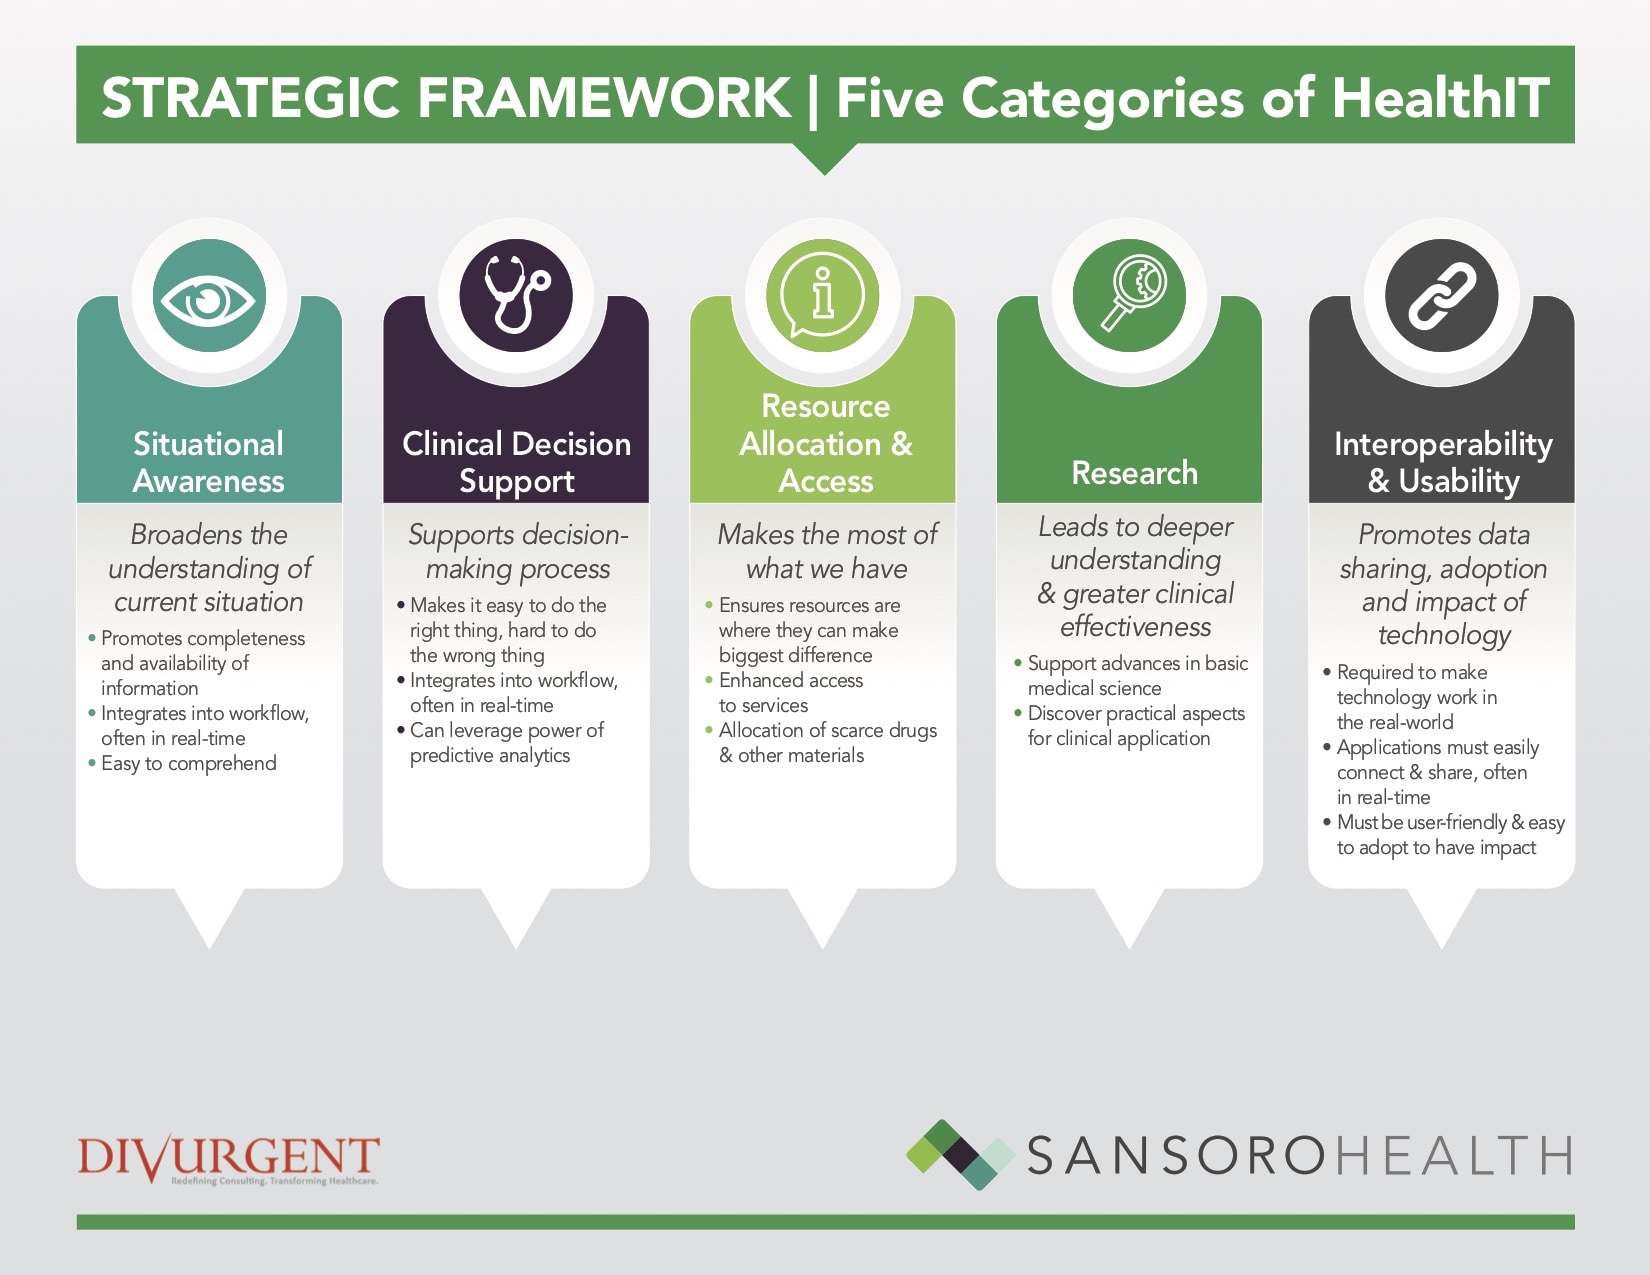 STRATEGIC FRAMEWORK | Five Categories of HealthIT
Situational
Awareness
Broadens the
understanding of
current situation
• Promotes completeness
and availability of
information
• Integrates into workflow,
often in real-time
• Easy to comprehend
Clinical Decision
Support
Supports decision-
making process
• Makes it easy to do the
right thing, hard to do
the wrong thing
• Integrates into workflow,
often in real-time
• Can leverage power of
predictive analytics
Resource
Allocation &
Access
Makes the most of
what we have
• Ensures resources are
where they can make
biggest difference
• Enhanced access
to services
• Allocation of scarce drugs
& other materials
Research
Leads to deeper
understanding
& greater clinical
effectiveness
• Support advances in basic
medical science
• Discover practical aspects
for clinical application
Interoperability
& Usability
Promotes data
sharing, adoption
and impact of
technology
• Required to make
technology work in
the real-world
• Applications must easily
connect & share, often
in real-time
• Must be user-friendly & easy
to adopt to have impact
DIVURGENT
Redefining Consulting. Transforming Healthcare.
SANSOROHEALTH